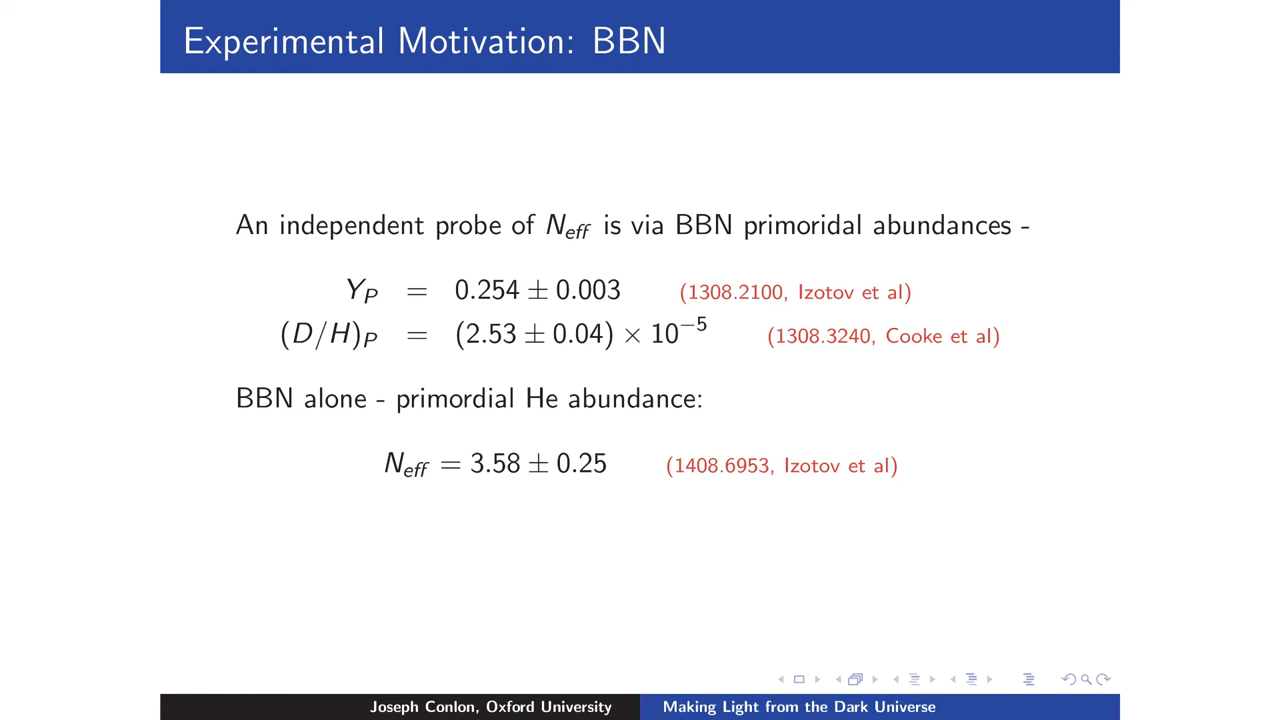 Experimental Motivation: BBN
An independent probe of N_eff is via BBN primoridal abundances -
Y_P = 0.254 ± 0.003 (1308.2100, Izotov et al)
(D/H)_P = (2.53 ± 0.04) × 10^−5 (1308.3240, Cooke et al)
BBN alone - primordial He abundance:
N_eff = 3.58 ± 0.25 (1408.6953, Izotov et al)
Joseph Conlon, Oxford University
Making Light from the Dark Universe